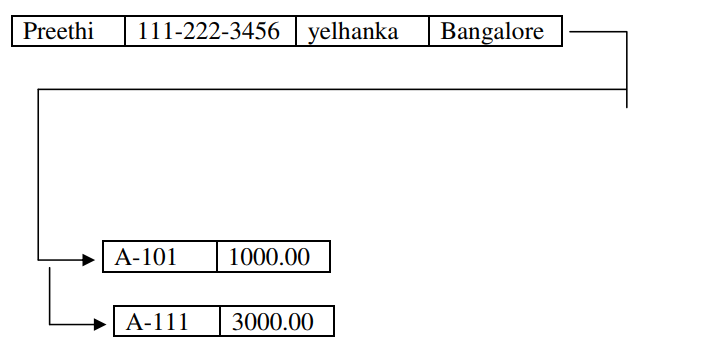 Preethi 111-222-3456 yelhanka Bangalore
A-101 1000.00
A-111 3000.00